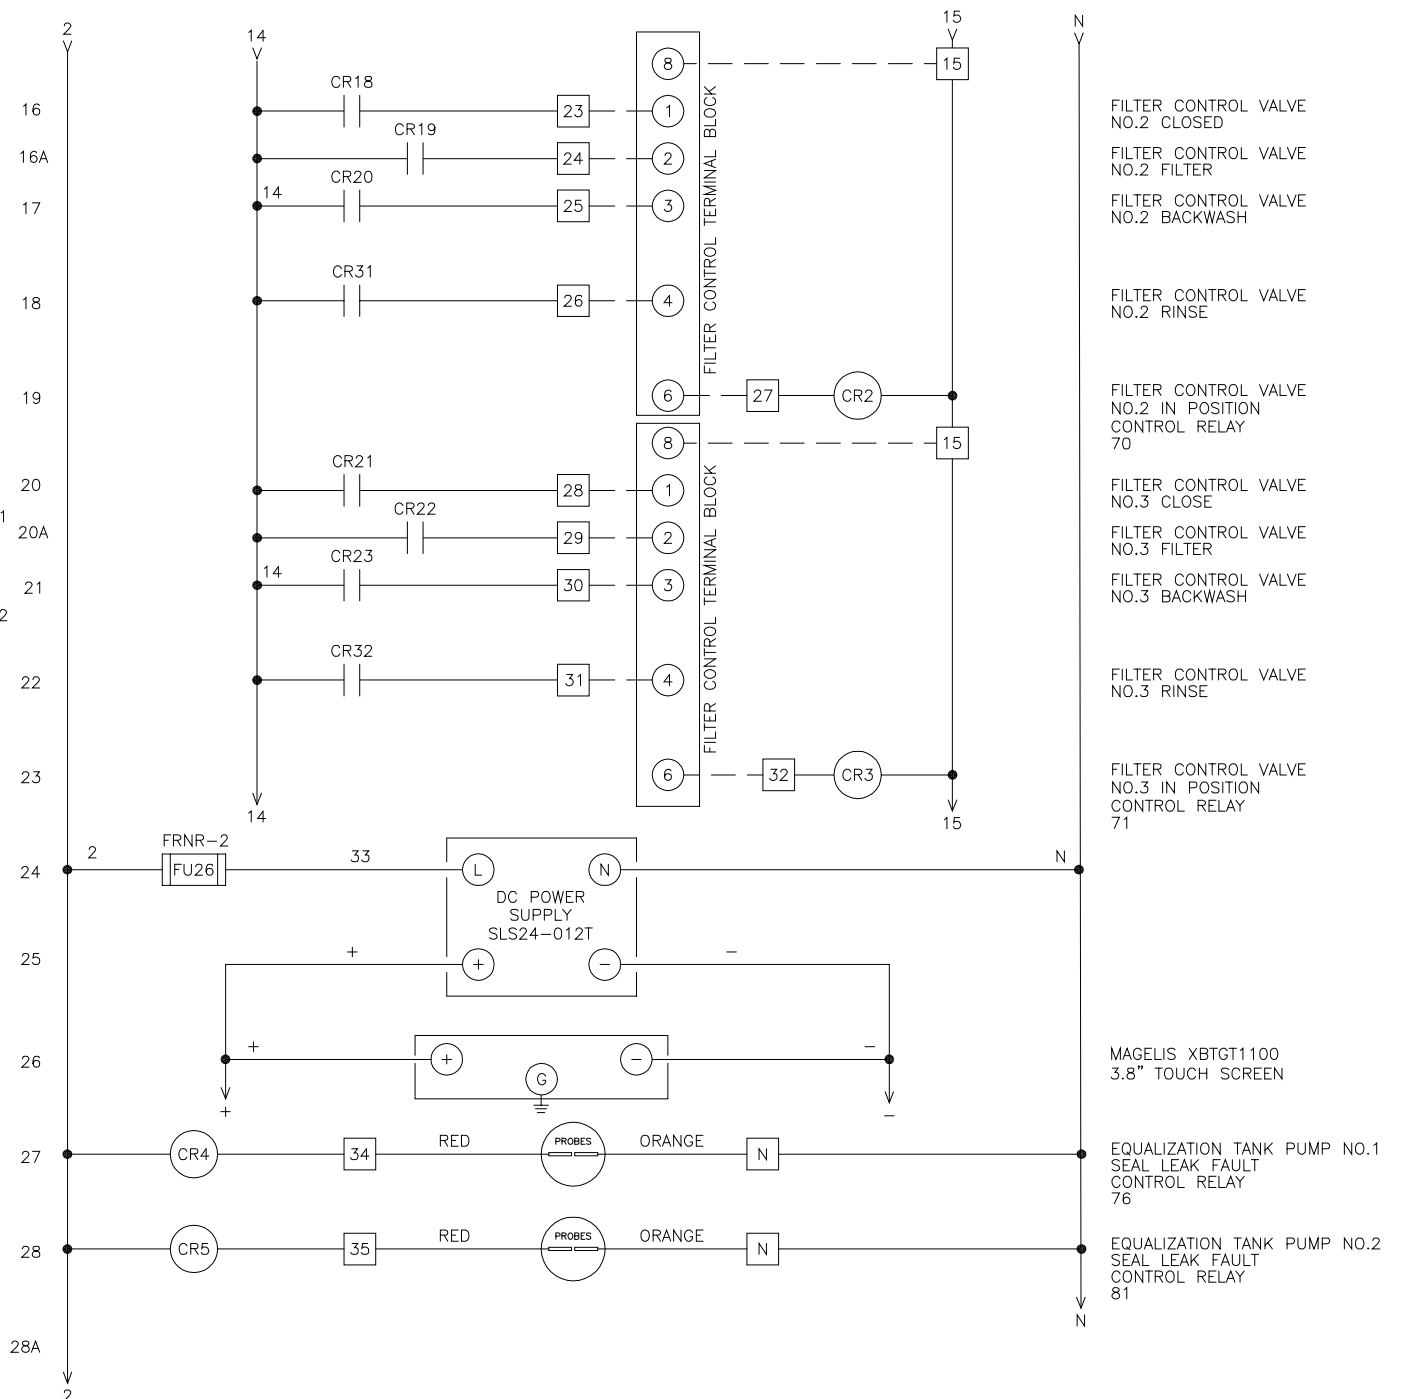 2
14
15
N
8
15
16
CR18
23
1
FILTER CONTROL VALVE
NO.2 CLOSED
16A
CR19
24
2
FILTER CONTROL VALVE
NO.2 FILTER
17
14
CR20
25
3
FILTER CONTROL VALVE
NO.2 BACKWASH
FILTER CONTROL TERMINAL BLOCK
18
CR31
26
4
FILTER CONTROL VALVE
NO.2 RINSE
19
6
27
CR2
FILTER CONTROL VALVE
NO.2 IN POSITION
CONTROL RELAY
70
8
15
20
CR21
28
1
FILTER CONTROL VALVE
NO.3 CLOSE
1
20A
CR22
29
2
FILTER CONTROL VALVE
NO.3 FILTER
21
14
CR23
30
3
FILTER CONTROL VALVE
NO.3 BACKWASH
2
FILTER CONTROL TERMINAL BLOCK
22
CR32
31
4
FILTER CONTROL VALVE
NO.3 RINSE
23
6
32
CR3
FILTER CONTROL VALVE
NO.3 IN POSITION
CONTROL RELAY
71
14
15
24
2
FRNR-2
FU26
33
L
N
N
DC POWER
SUPPLY
SLS24-012T
25
+
+
-
-
26
+
+
-
-
G
+
-
MAGELIS XBTGT1100
3.8" TOUCH SCREEN
27
CR4
34
RED
PROBES
ORANGE
N
EQUALIZATION TANK PUMP NO.1
SEAL LEAK FAULT
CONTROL RELAY
76
28
CR5
35
RED
PROBES
ORANGE
N
EQUALIZATION TANK PUMP NO.2
SEAL LEAK FAULT
CONTROL RELAY
81
N
28A
2